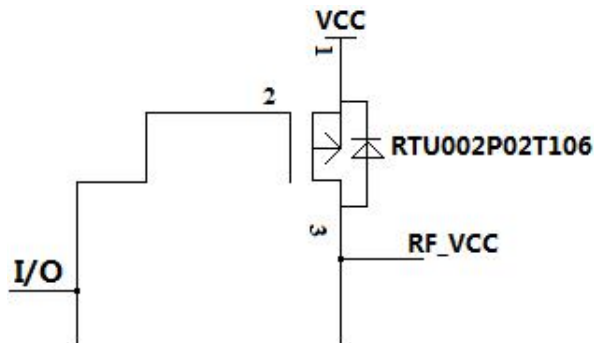 VCC
1
2
RTU002P02T106
3
RF_VCC
I/O